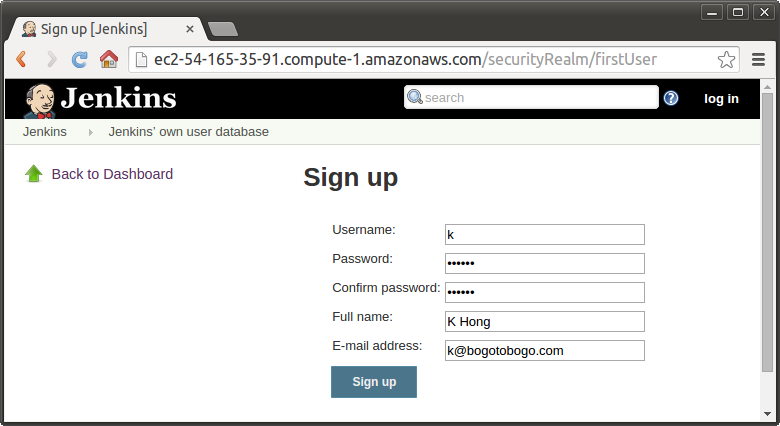 Sign up [Jenkins]
ec2-54-165-35-91.compute-1.amazonaws.com/securityRealm/firstUser
Jenkins
search
log in
Jenkins
Jenkins' own user database
Back to Dashboard
Sign up
Username: k
Password: ••••••
Confirm password: ••••••
Full name: K Hong
E-mail address: k@bogotobogo.com
Sign up